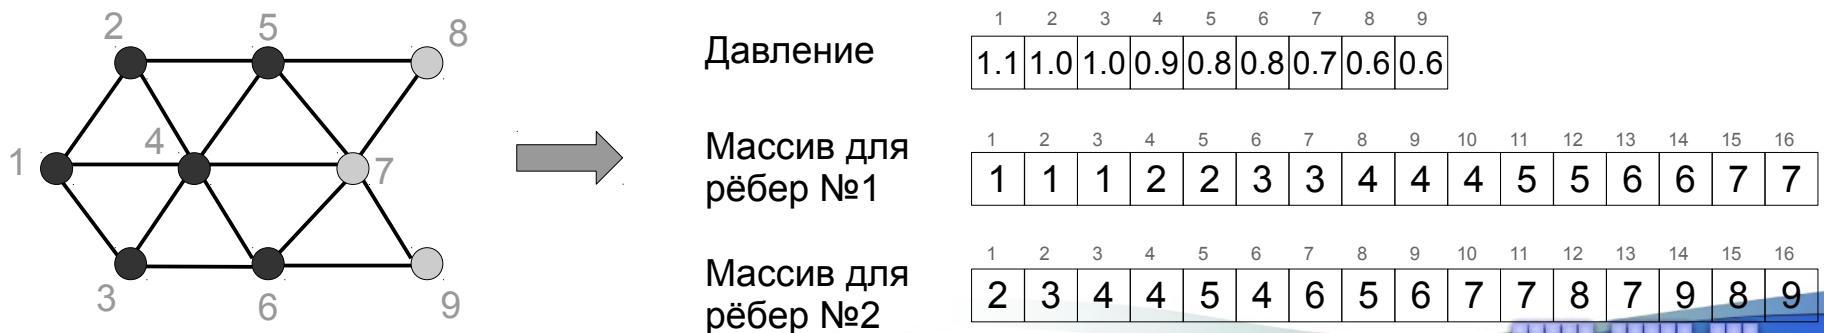 2 5 8
1 4 7
3 6 9
1 2 3 4 5 6 7 8 9
Давление 1.1 1.0 1.0 0.9 0.8 0.8 0.7 0.6 0.6
1 2 3 4 5 6 7 8 9 10 11 12 13 14 15 16
Массив для
рёбер №1
1 1 1 2 2 3 3 4 4 4 5 5 6 6 7 7
1 2 3 4 5 6 7 8 9 10 11 12 13 14 15 16
Массив для
рёбер №2
2 3 4 4 5 4 6 5 6 7 7 8 7 9 8 9